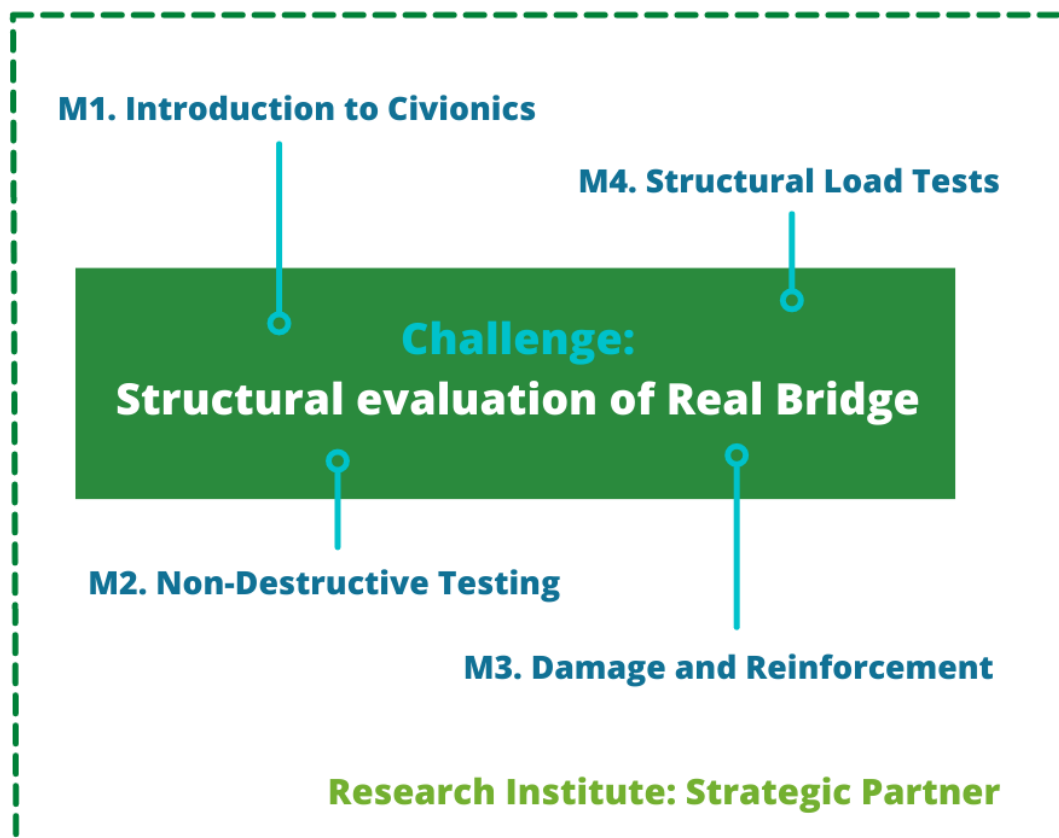 M1. Introduction to Civionics
M4. Structural Load Tests
Challenge:
Structural evaluation of Real Bridge
M2. Non-Destructive Testing
M3. Damage and Reinforcement
Research Institute: Strategic Partner